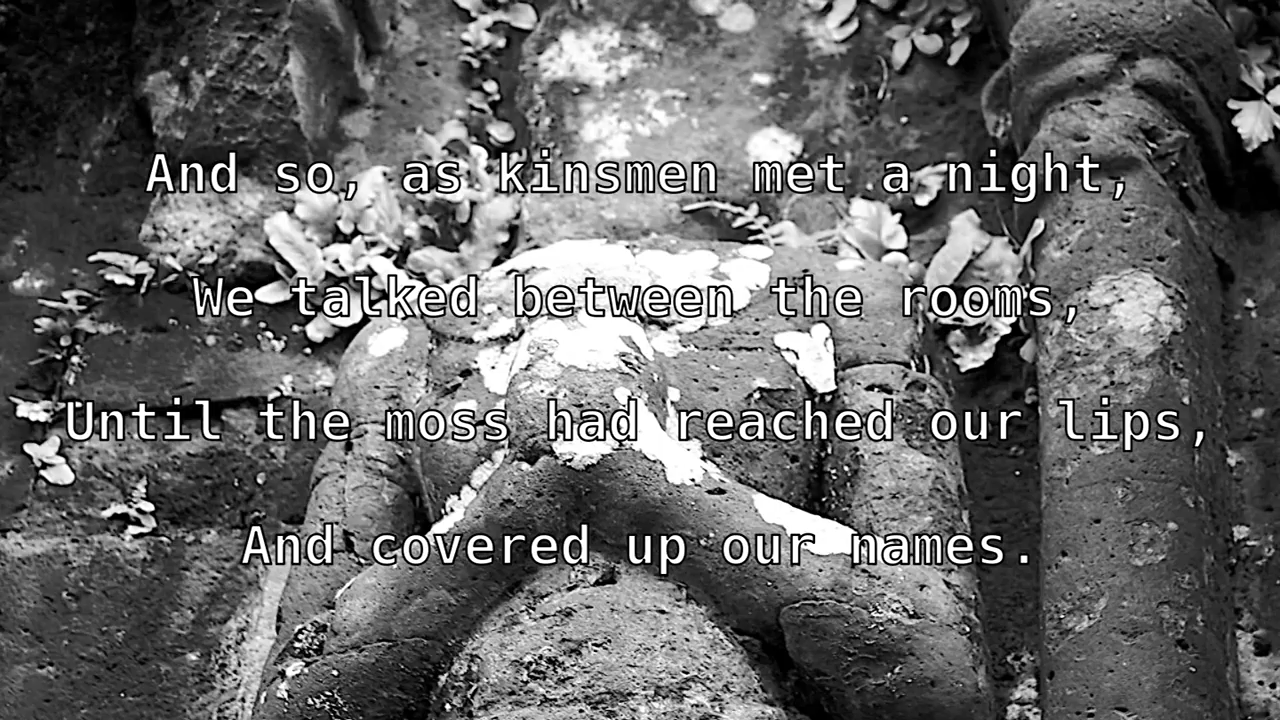 And so, as kinsmen met a night,
We talked between the rooms,
Until the moss had reached our lips,
And covered up our names.